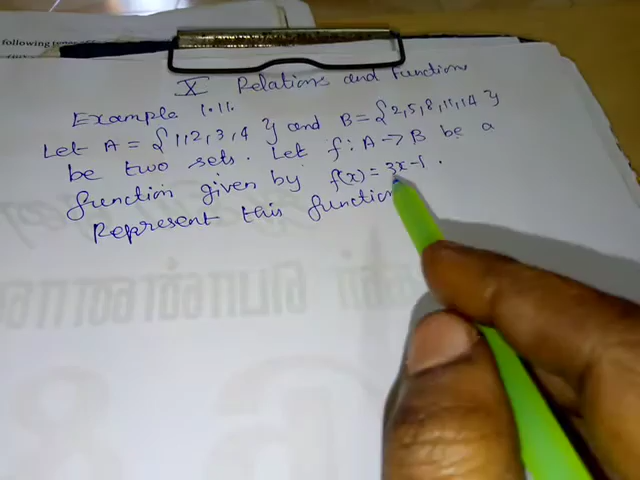 following
X Relations and Function
Example 1.11.
Let A = {1,2,3,4} and B = {2,5,8,11,14}
be two sets. Let f: A → B be a
function given by f(x) = 3x-1.
Represent this function